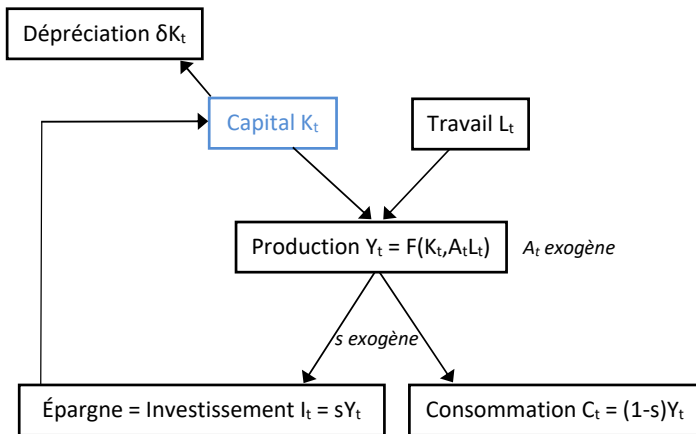 Dépréciation δKₜ
Capital Kₜ
Travail Lₜ
Production Yₜ = F(Kₜ,AₜLₜ)
Aₜ exogène
s exogène
Épargne = Investissement Iₜ = sYₜ
Consommation Cₜ = (1-s)Yₜ